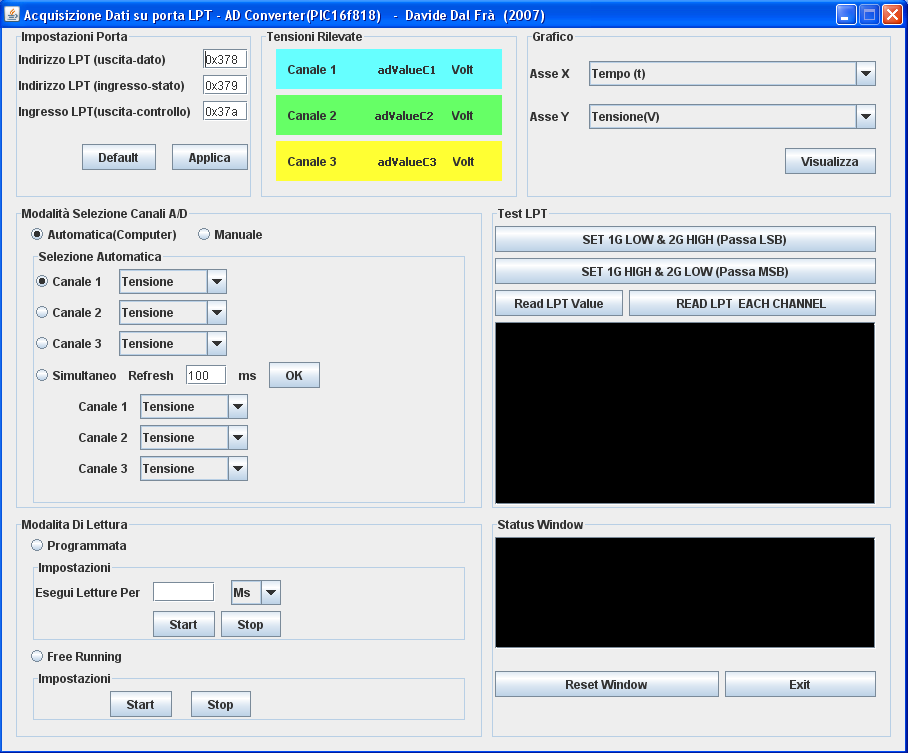 Acquisizione Dati su porta LPT - AD Converter(PIC16f818) - Davide Dal Frà (2007)
Impostazioni Porta
Indirizzo LPT (uscita-dato) 0x378
Indirizzo LPT (ingresso-stato) 0x379
Ingresso LPT(uscita-controllo) 0x37a
Default Applica
Tensioni Rilevate
Canale 1 adValueC1 Volt
Canale 2 adValueC2 Volt
Canale 3 adValueC3 Volt
Grafico
Asse X Tempo (t)
Asse Y Tensione(V)
Visualizza
Modalità Selezione Canali A/D
Automatica(Computer) Manuale
Selezione Automatica
Canale 1 Tensione
Canale 2 Tensione
Canale 3 Tensione
Simultaneo Refresh 100 ms OK
Canale 1 Tensione
Canale 2 Tensione
Canale 3 Tensione
Test LPT
SET 1G LOW & 2G HIGH (Passa LSB)
SET 1G HIGH & 2G LOW (Passa MSB)
Read LPT Value READ LPT EACH CHANNEL
Modalita Di Lettura
Programmata
Impostazioni
Esegui Letture Per Ms
Start Stop
Free Running
Impostazioni
Start Stop
Status Window
Reset Window Exit